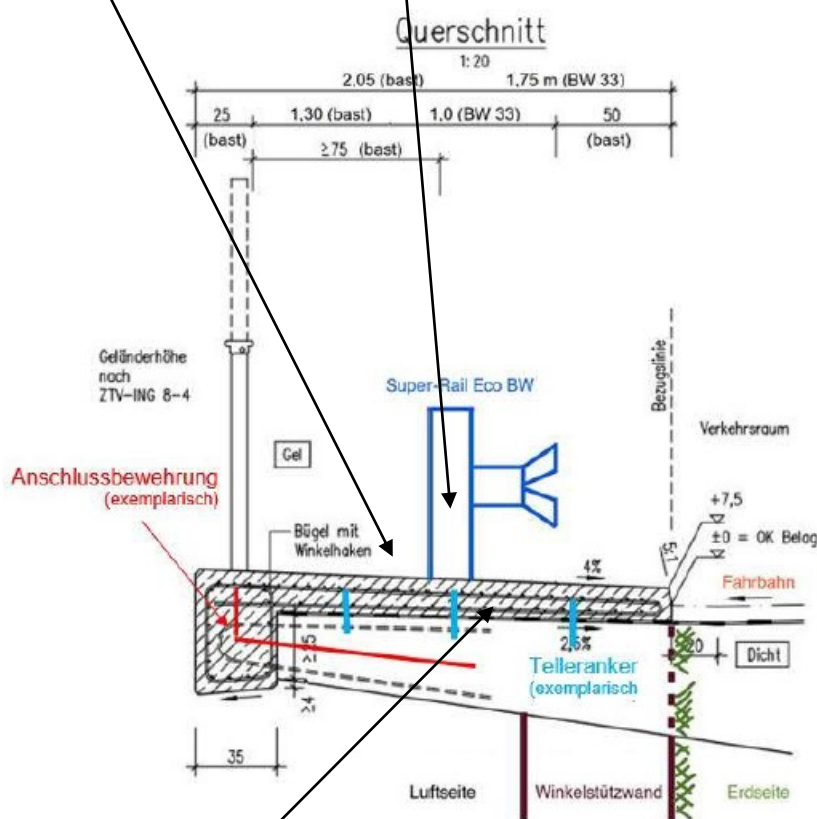 Querschnitt
1:20
2,05 (bast) 1,75 m (BW 33)
25 1,30 (bast) 1,0 (BW 33) 50
(bast) (bast)
≥75 (bast)
Geländerhöhe
nach
ZTV-ING 8-4
Super-Rail Eco BW
Bezugslinie
Verkehrsraum
Gel
Anschlussbewehrung
(exemplarisch)
+7,5
Bügel mit
Winkelhaken
5:1
±0 = OK Belag
4%
Fahrbahn
2,5%
20
Dicht
Telleranker
(exemplarisch
≥4
35
Luftseite
Winkelstützwand
Erdseite